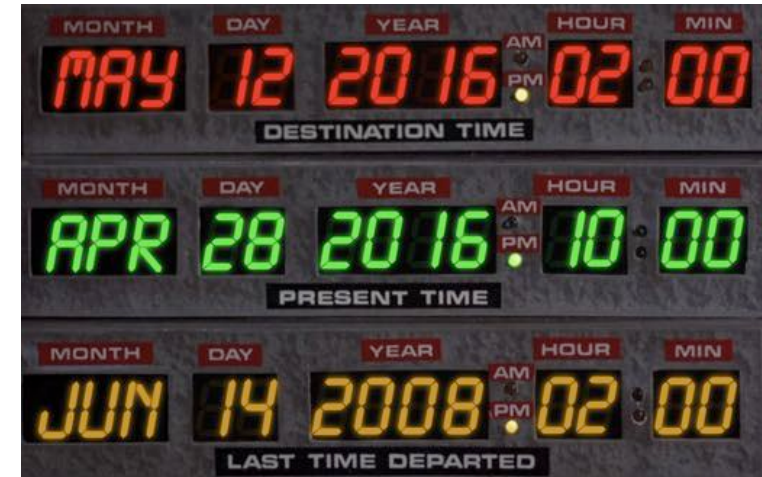 MONTH DAY YEAR HOUR MIN
AM
MAY 12 2016 PM 02 : 00
DESTINATION TIME
MONTH DAY YEAR HOUR MIN
AM
APR 28 2016 PM 10 : 00
PRESENT TIME
MONTH DAY YEAR HOUR MIN
AM
JUN 14 2008 PM 02 : 00
LAST TIME DEPARTED